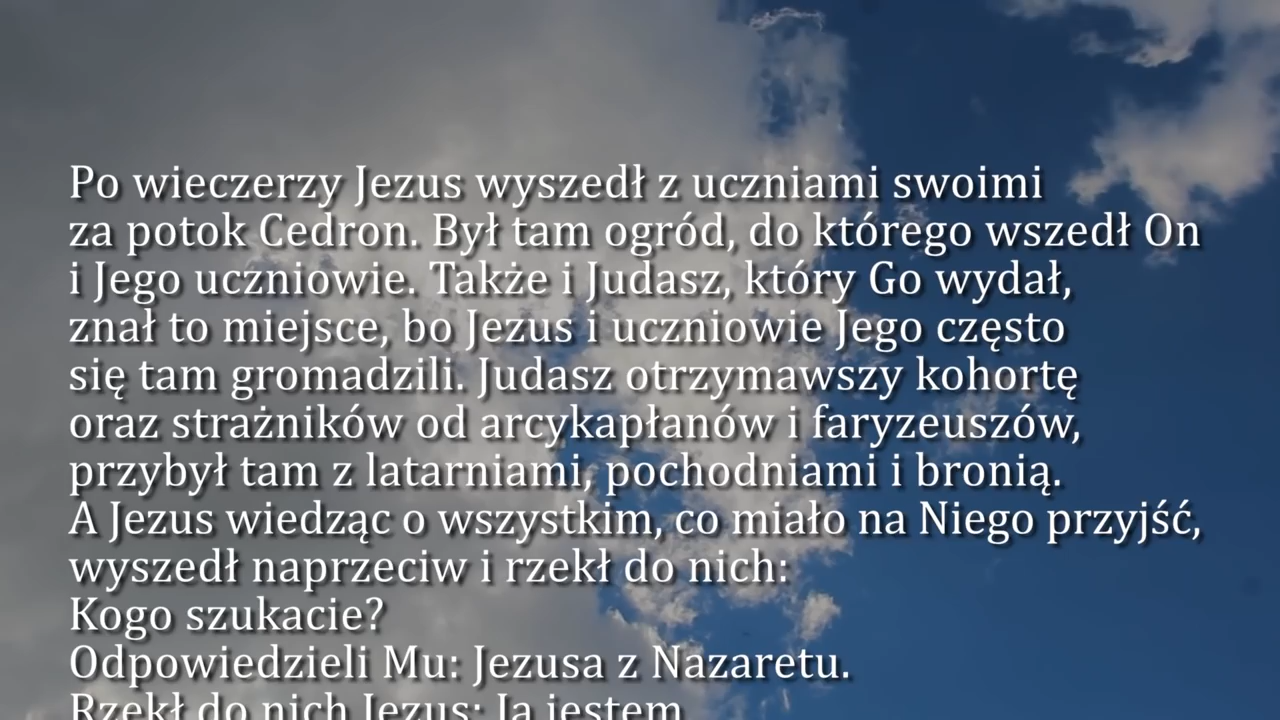 Po wieczerzy Jezus wyszedł z uczniami swoimi
za potok Cedron. Był tam ogród, do którego wszedł On
i Jego uczniowie. Także i Judasz, który Go wydał,
znał to miejsce, bo Jezus i uczniowie Jego często
się tam gromadzili. Judasz otrzymawszy kohortę
oraz strażników od arcykapłanów i faryzeuszów,
przybył tam z latarniami, pochodniami i bronią.
A Jezus wiedząc o wszystkim, co miało na Niego przyjść,
wyszedł naprzeciw i rzekł do nich:
Kogo szukacie?
Odpowiedzieli Mu: Jezusa z Nazaretu.
Rzekł do nich Jezus: Ja jestem